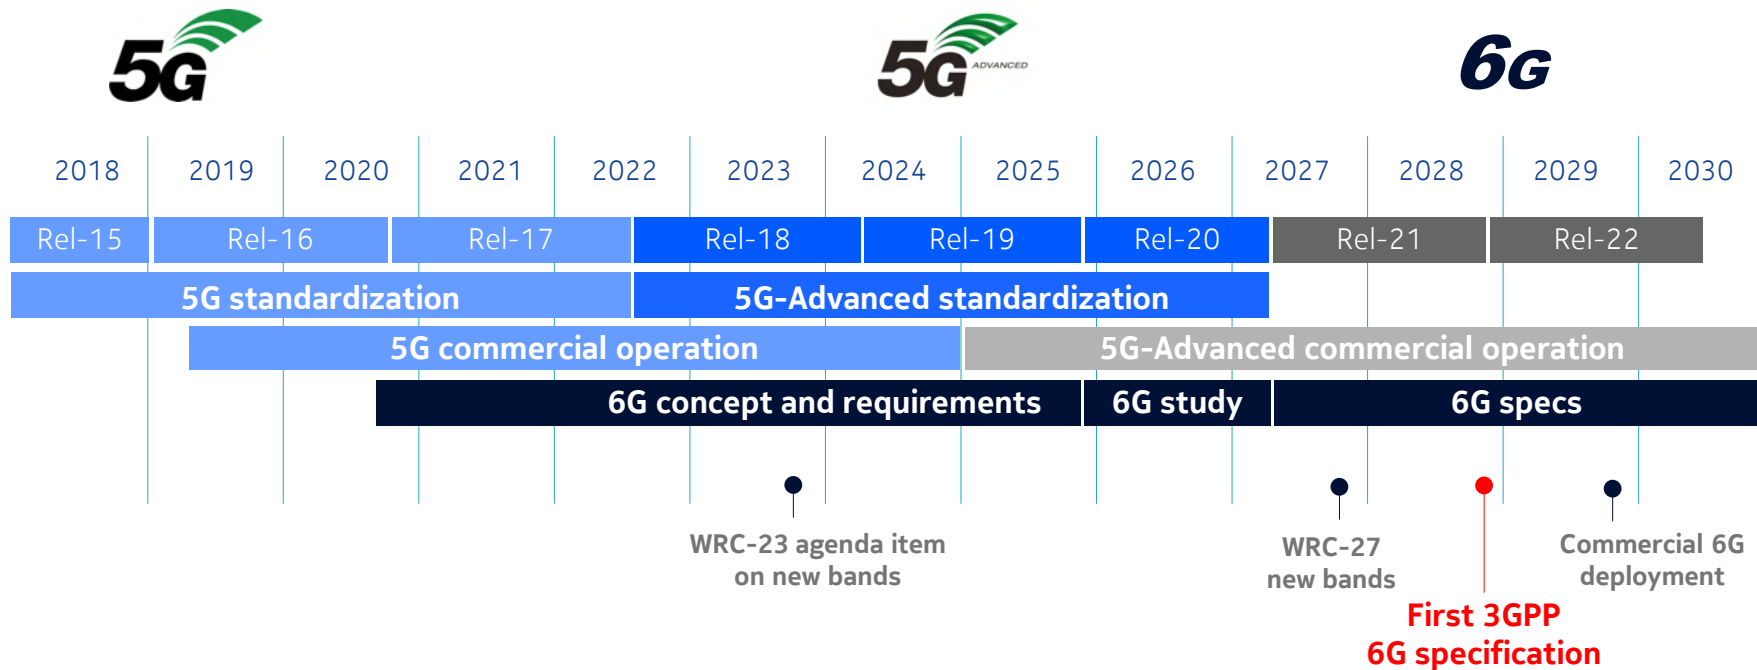 5G
5G ADVANCED
6G
2018 2019 2020 2021 2022 2023 2024 2025 2026 2027 2028 2029 2030
Rel-15 Rel-16 Rel-17 Rel-18 Rel-19 Rel-20 Rel-21 Rel-22
5G standardization 5G-Advanced standardization
5G commercial operation 5G-Advanced commercial operation
6G concept and requirements 6G study 6G specs
WRC-23 agenda item
on new bands
WRC-27
new bands
First 3GPP
6G specification
Commercial 6G
deployment